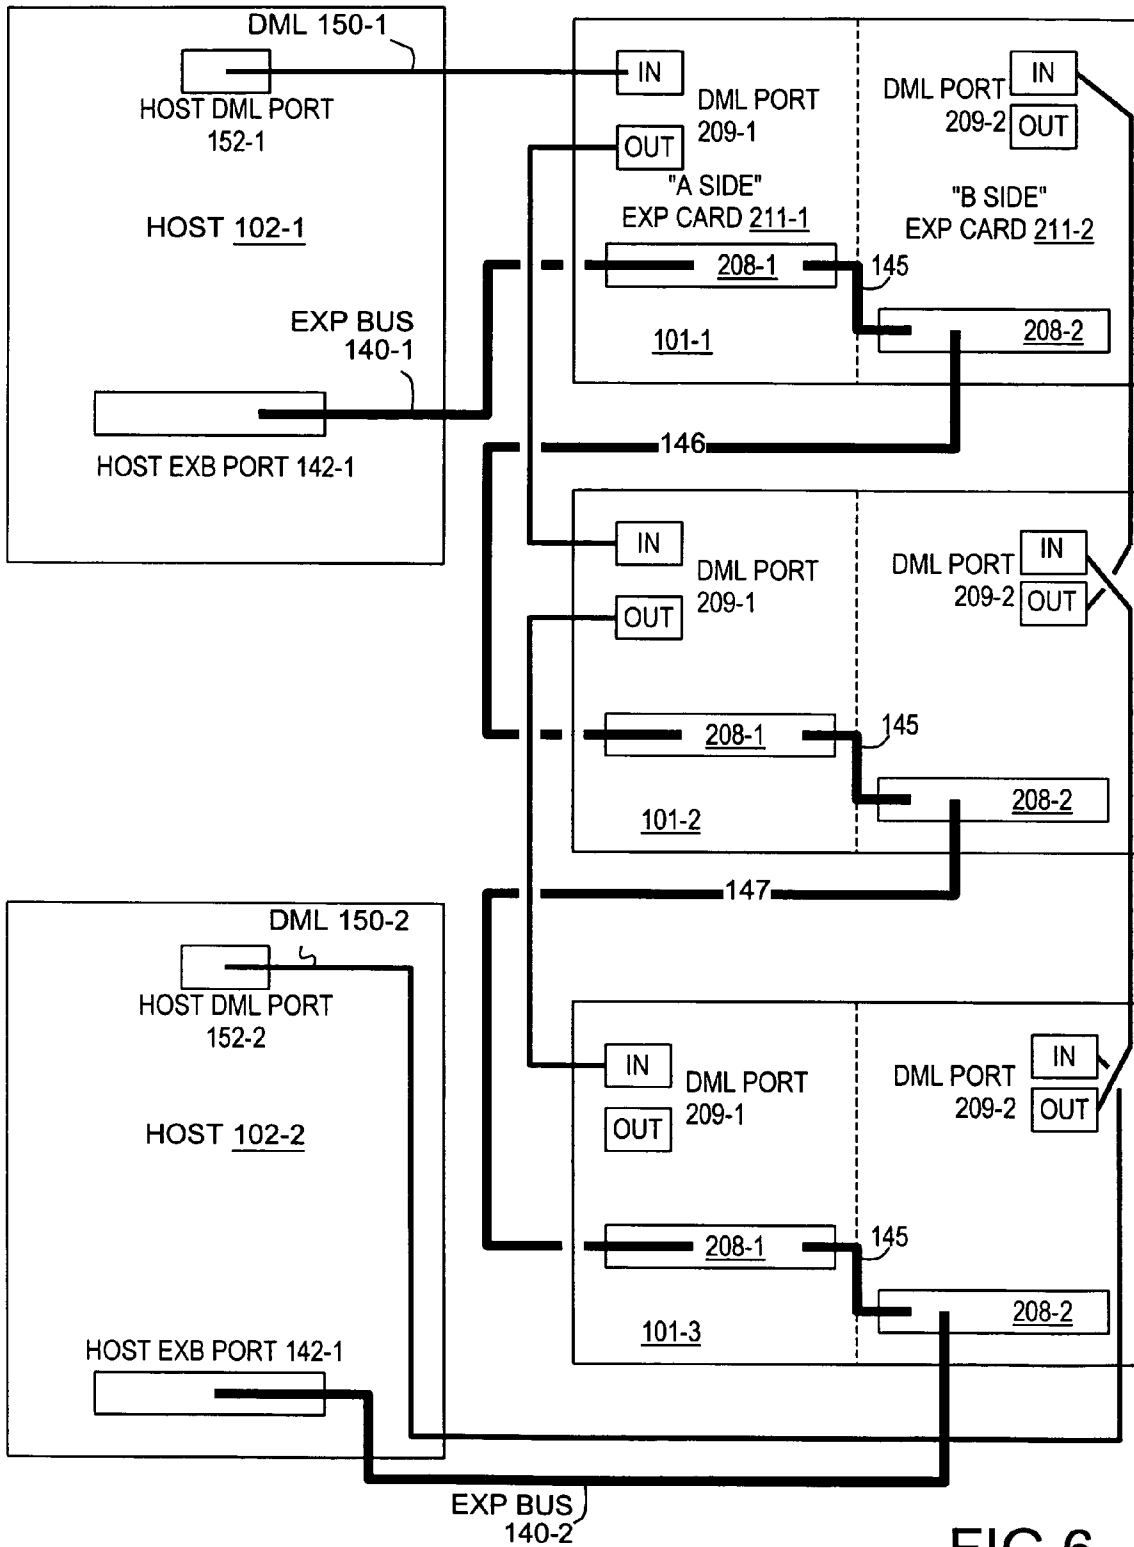 DML 150-1
HOST DML PORT
152-1
HOST 102-1
EXP BUS
140-1
HOST EXB PORT 142-1
IN
OUT
DML PORT
209-1
"A SIDE"
EXP CARD 211-1
208-1
101-1
IN
OUT
DML PORT
209-2
"B SIDE"
EXP CARD 211-2
145
208-2
146
IN
OUT
DML PORT
209-1
208-1
101-2
IN
OUT
DML PORT
209-2
145
208-2
147
DML 150-2
HOST DML PORT
152-2
HOST 102-2
HOST EXB PORT 142-1
IN
OUT
DML PORT
209-1
208-1
101-3
IN
OUT
DML PORT
209-2
145
208-2
EXP BUS
140-2
FIG 6